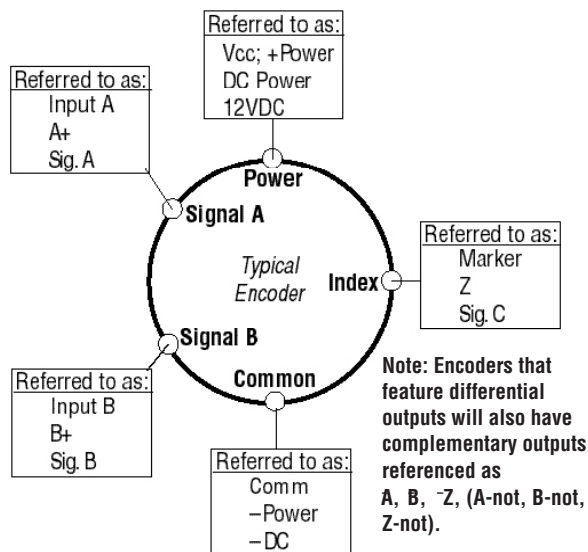 Referred to as:
Vcc; +Power
DC Power
12VDC
Referred to as:
Input A
A+
Sig. A
Power
Signal A
Typical
Encoder
Index
Referred to as:
Marker
Z
Sig. C
Signal B
Common
Referred to as:
Input B
B+
Sig. B
Referred to as:
Comm
–Power
–DC
Note: Encoders that
feature differential
outputs will also have
complementary outputs
referenced as
A, B, ‾Z, (A-not, B-not,
Z-not).